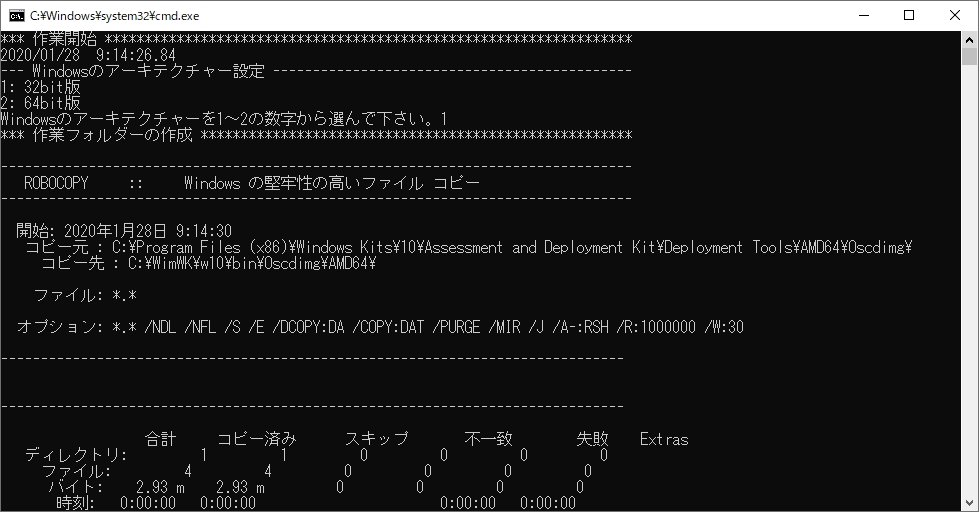 C:¥Windows¥system32¥cmd.exe
*** 作業開始 ******************************************************************
2020/01/28  9:14:26.84
--- Windowsのアーキテクチャー設定 ---------------------------------------------
1: 32bit版
2: 64bit版
Windowsのアーキテクチャーを1～2の数字から選んで下さい。1
*** 作業フォルダーの作成 ******************************************************

-------------------------------------------------------------------------------
   ROBOCOPY     ::     Windows の堅牢性の高いファイル コピー
-------------------------------------------------------------------------------

  開始: 2020年1月28日 9:14:30
   コピー元 : C:¥Program Files (x86)¥Windows Kits¥10¥Assessment and Deployment Kit¥Deployment Tools¥AMD64¥Oscdimg¥
     コピー先 : C:¥WimWK¥w10¥bin¥Oscdimg¥AMD64¥

    ファイル: *.*

  オプション: *.* /NDL /NFL /S /E /DCOPY:DA /COPY:DAT /PURGE /MIR /J /A-:RSH /R:1000000 /W:30

------------------------------------------------------------------------------


------------------------------------------------------------------------------

                  合計     コピー済み      スキップ       不一致        失敗    Extras
   ディレクトリ:         1         1         0         0         0         0
     ファイル:         4         4         0         0         0         0
      バイト:    2.93 m    2.93 m         0         0         0         0
       時刻:   0:00:00   0:00:00                       0:00:00   0:00:00